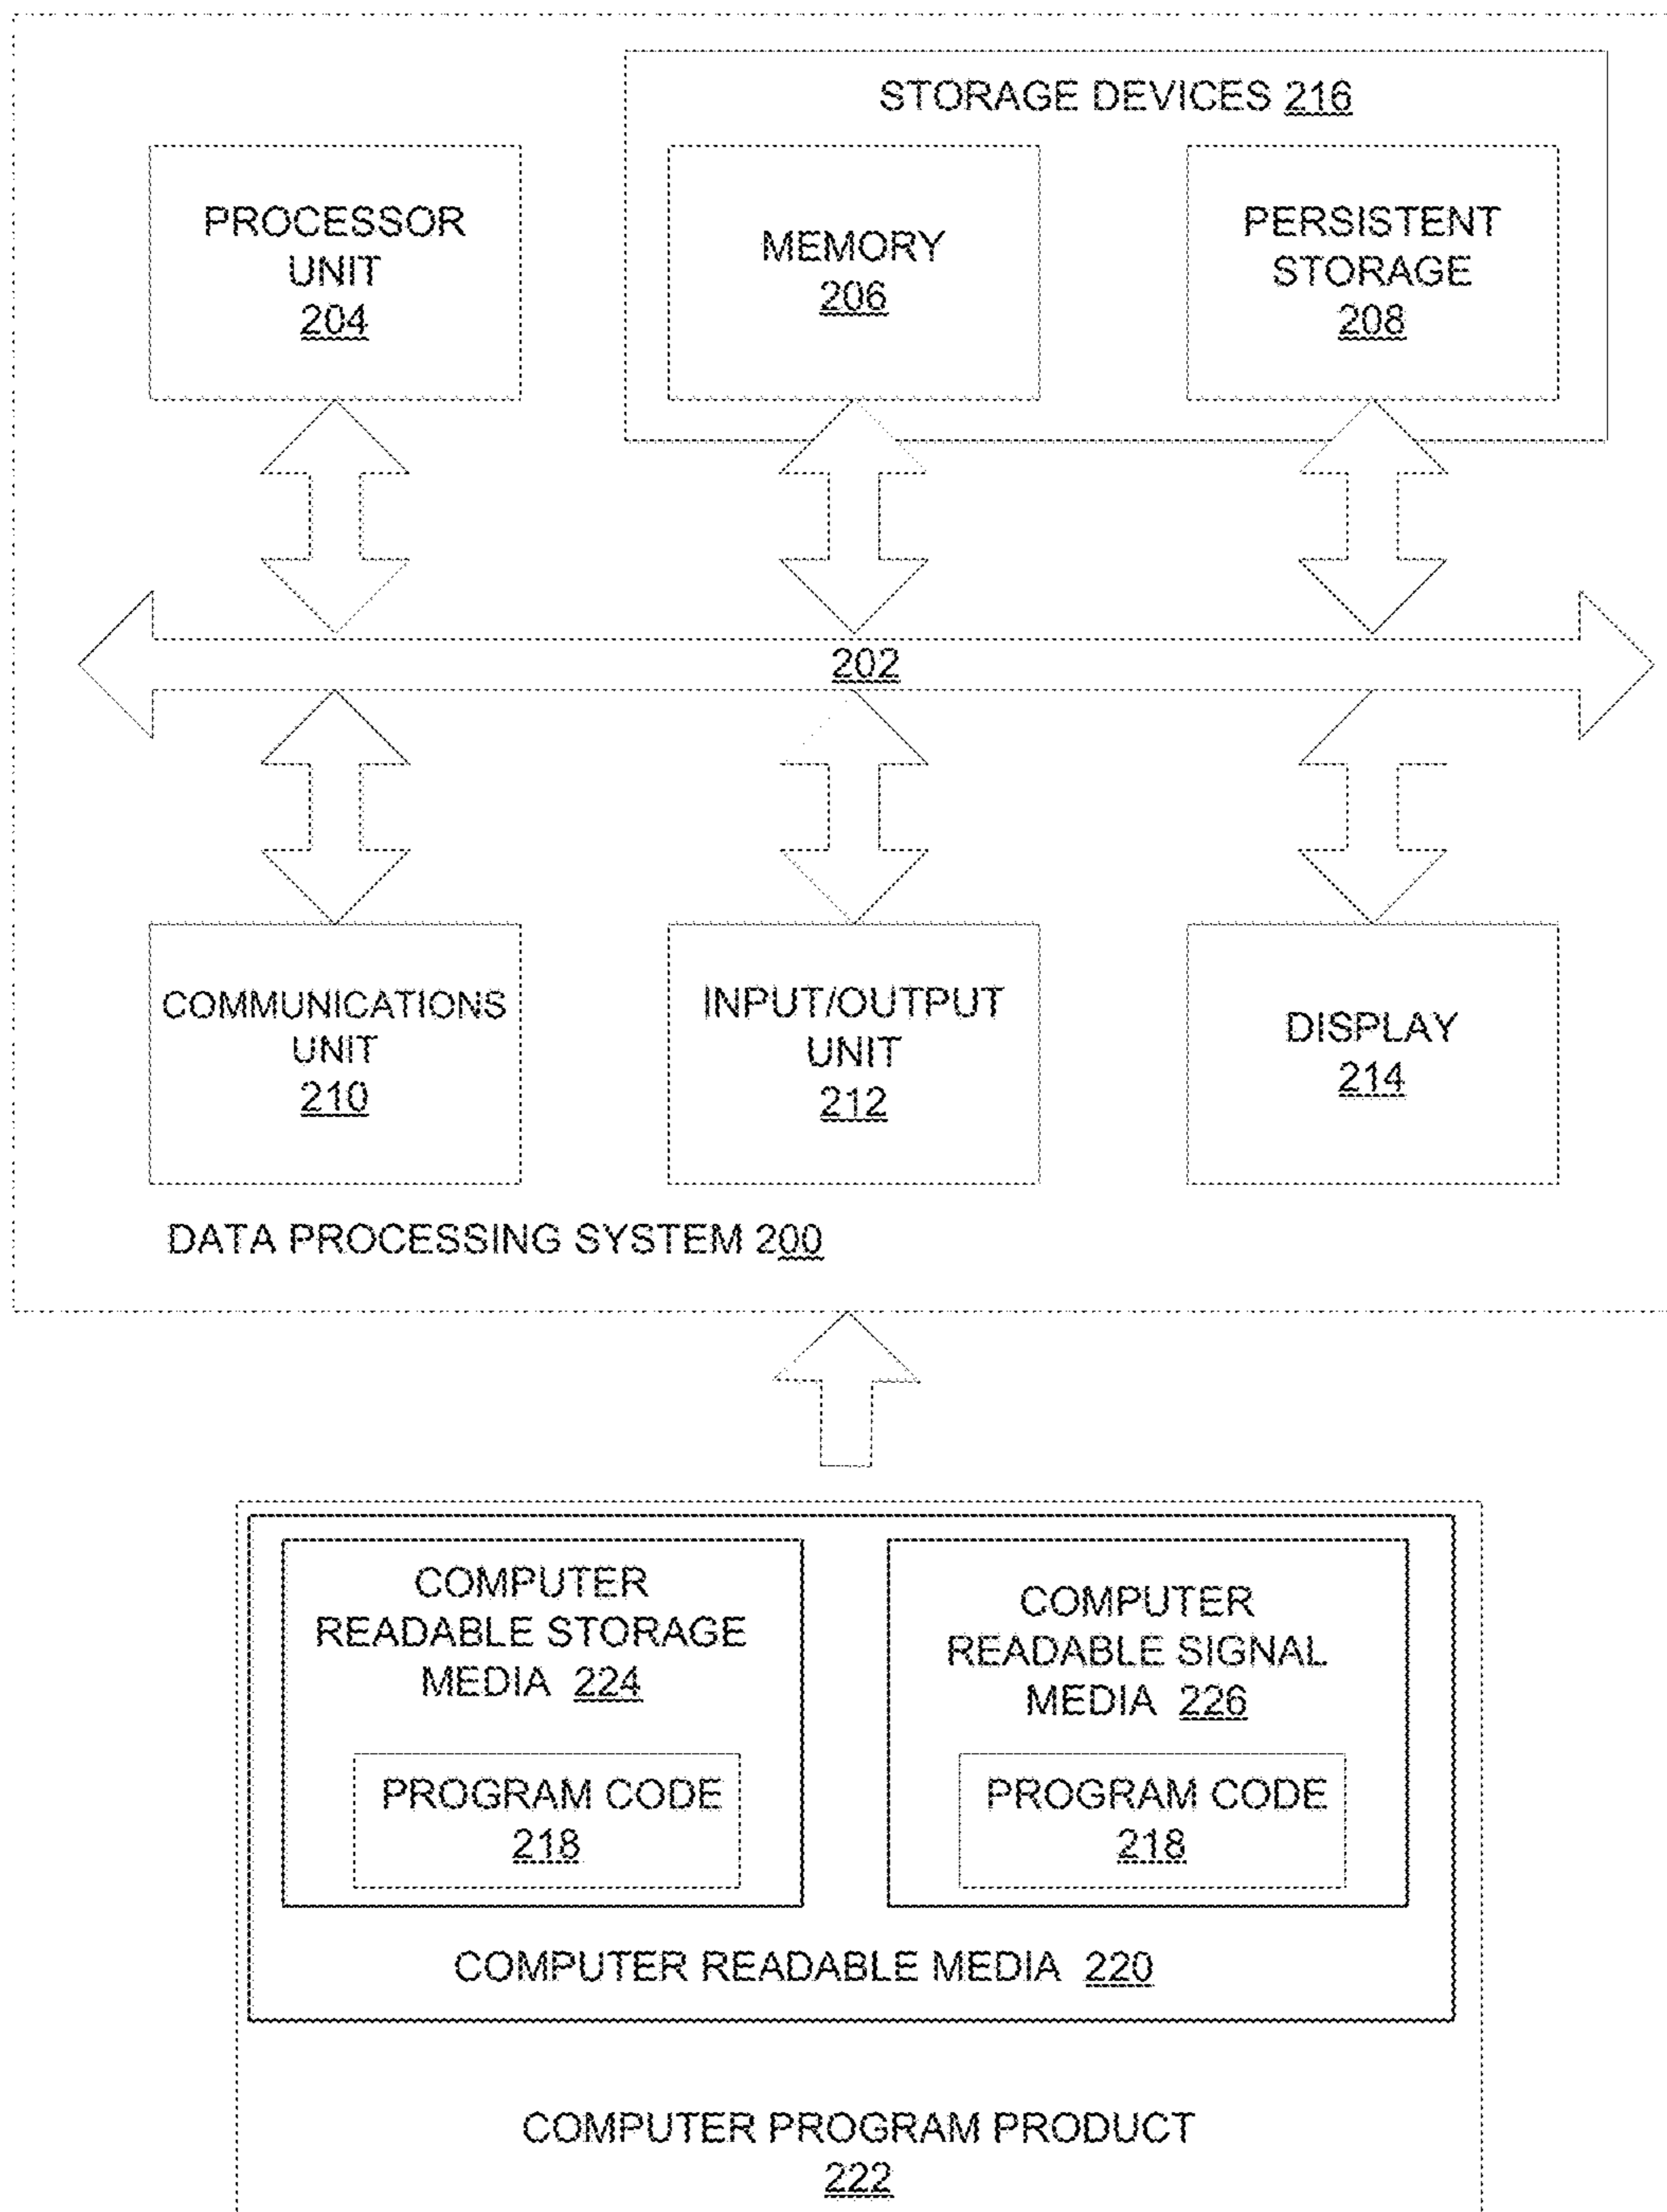 STORAGE DEVICES 216
PROCESSOR
UNIT
204
MEMORY
206
PERSISTENT
STORAGE
208
202
COMMUNICATIONS
UNIT
210
INPUT/OUTPUT
UNIT
212
DISPLAY
214
DATA PROCESSING SYSTEM 200
COMPUTER
READABLE STORAGE
MEDIA 224
PROGRAM CODE
218
COMPUTER
READABLE SIGNAL
MEDIA 226
PROGRAM CODE
218
COMPUTER READABLE MEDIA 220
COMPUTER PROGRAM PRODUCT
222